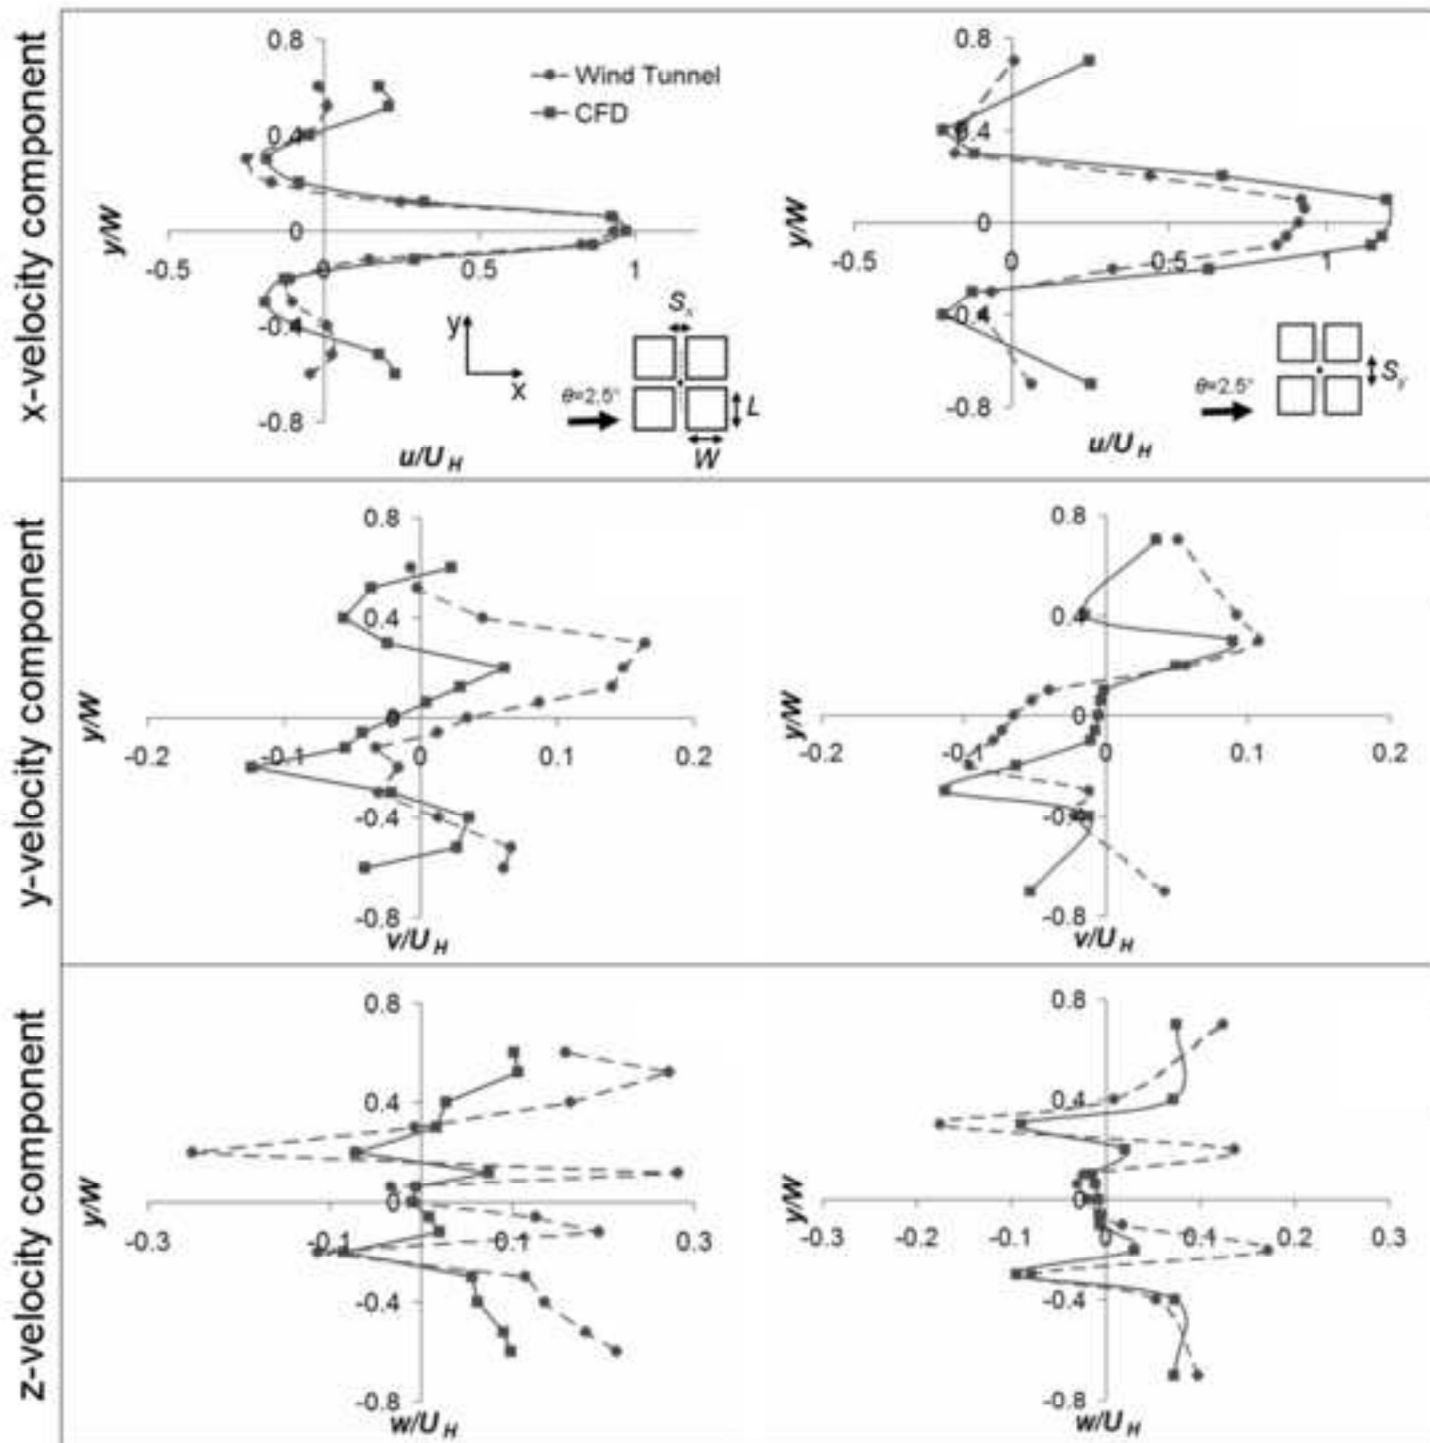 x-velocity component
0.8
0.4
0
-0.4
-0.8
-0.5
0
0.5
1
y/W
u/U_H
Wind Tunnel
CFD
y
x
S_x
θ=2.5°
L
W
0.8
0.4
0
-0.4
-0.8
-0.5
0
0.5
1
y/W
u/U_H
θ=2.5°
S_y
y-velocity component
0.8
0.4
0
-0.4
-0.8
-0.2
-0.1
0
0.1
0.2
y/W
v/U_H
0.8
0.4
0
-0.4
-0.8
-0.2
-0.1
0
0.1
0.2
y/W
v/U_H
z-velocity component
0.8
0.4
0
-0.4
-0.8
-0.3
-0.1
0.1
0.3
y/W
w/U_H
0.8
0.4
0
-0.4
-0.8
-0.3
-0.2
-0.1
0
0.1
0.2
0.3
y/W
w/U_H